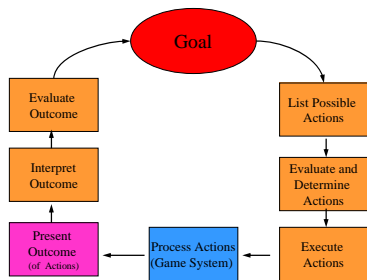 Goal
List Possible
Actions
Evaluate and
Determine
Actions
Execute
Actions
Process Actions
(Game System)
Present
Outcome
(of Actions)
Interpret
Outcome
Evaluate
Outcome